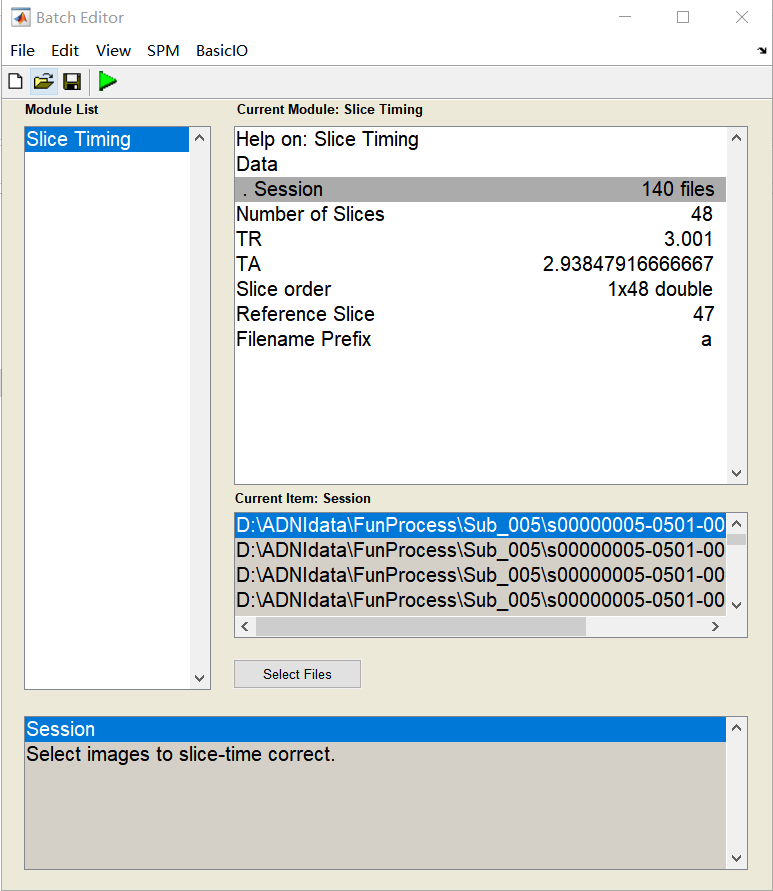 Batch Editor
File Edit View SPM BasicIO
Module List
Slice Timing
Current Module: Slice Timing
Help on: Slice Timing
Data
. Session 140 files
Number of Slices 48
TR 3.001
TA 2.93847916666667
Slice order 1x48 double
Reference Slice 47
Filename Prefix a
Current Item: Session
D:\ADNIdata\FunProcess\Sub_005\s00000005-0501-00
D:\ADNIdata\FunProcess\Sub_005\s00000005-0501-00
D:\ADNIdata\FunProcess\Sub_005\s00000005-0501-00
D:\ADNIdata\FunProcess\Sub_005\s00000005-0501-00
Select Files
Session
Select images to slice-time correct.